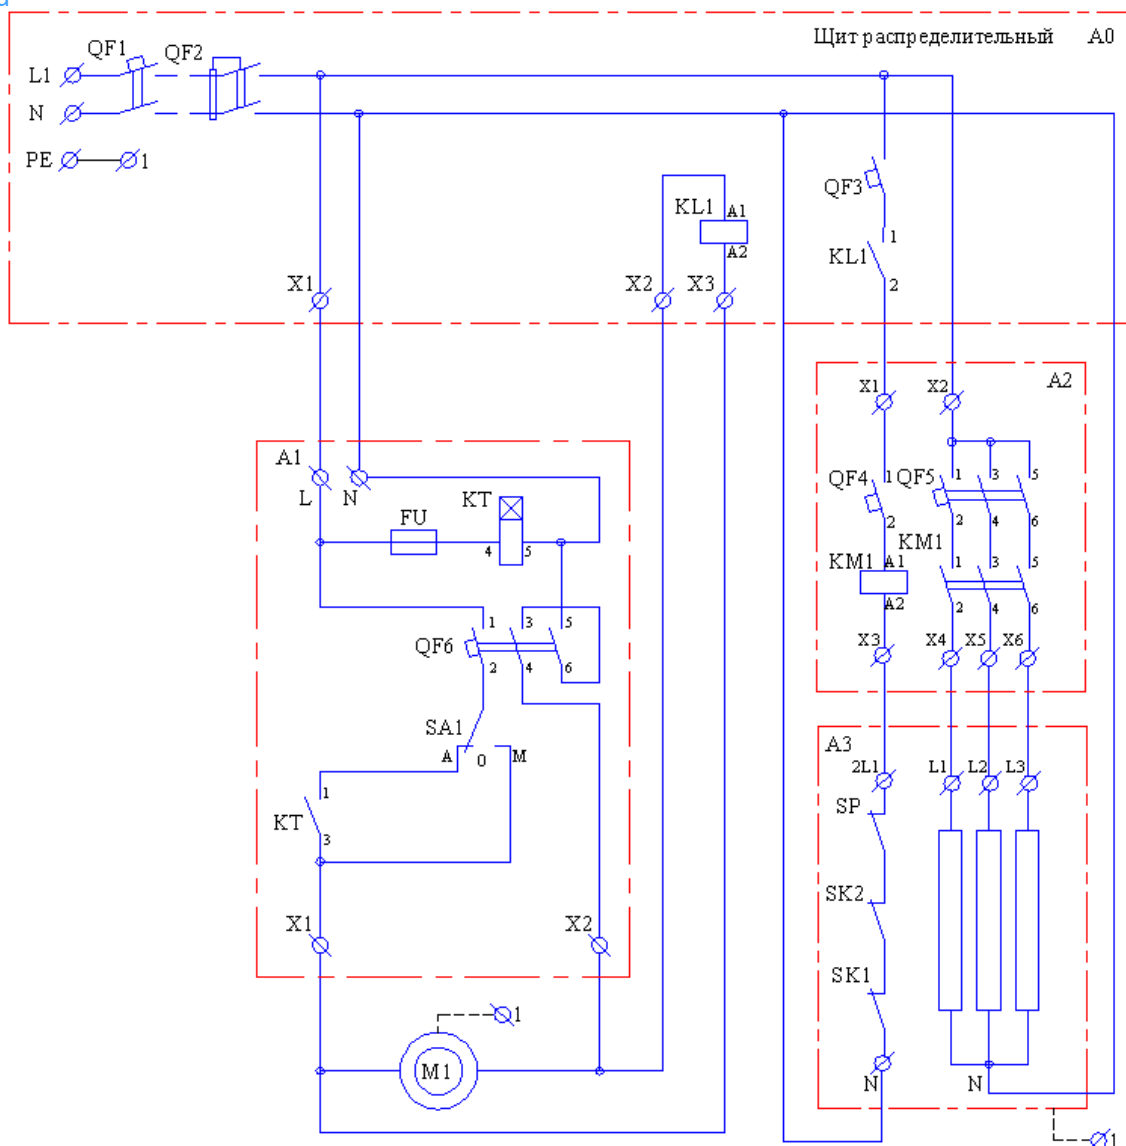 Щит распределительный A0
QF1 QF2
L1
N
PE 1
QF3
KL1 A1
A2
1
KL1
2
X1 X2 X3
X1 X2 A2
A1
L N
KT
FU
4 5
QF4 1 QF5 1 3 5
2 2 4 6
KM1
KM1 A1 1 3 5
A2 2 4 6
1 3 5
QF6
2 4 6
X3 X4 X5 X6
SA1
A 0 M
A3
2L1 L1 L2 L3
SP
1
KT
3
SK2
X1 X2
SK1
1
M1
N N
1